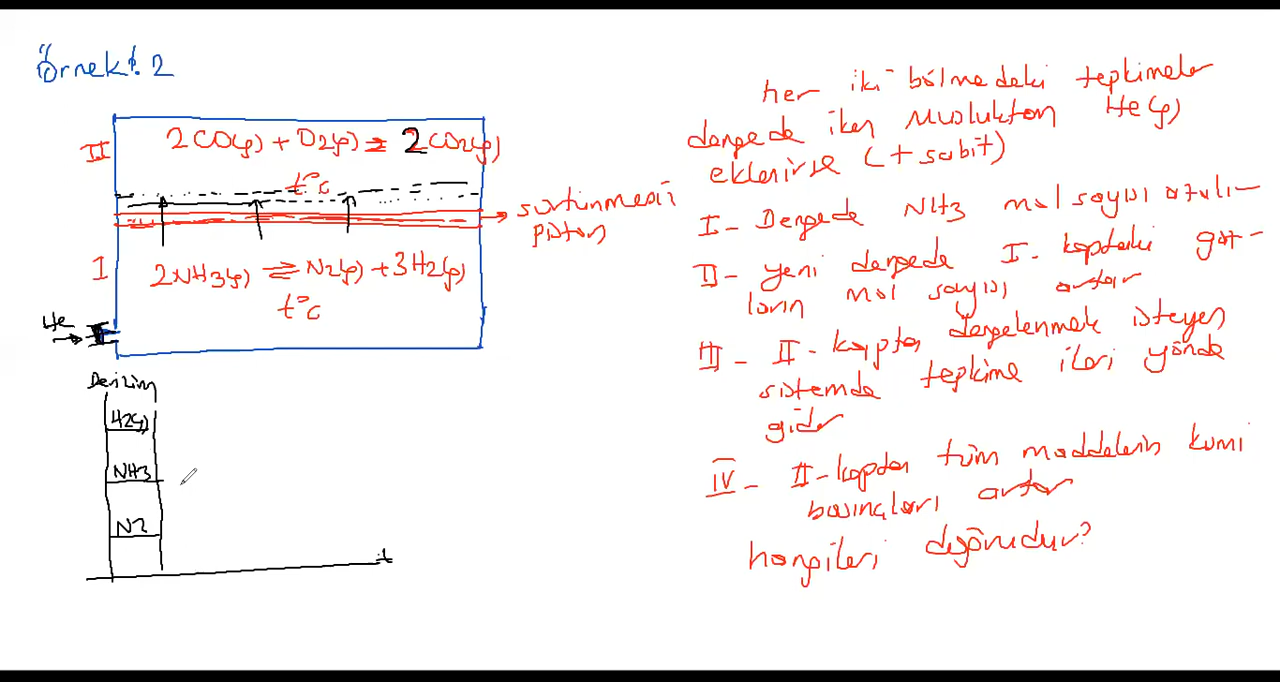 Örnek: 2
II
2CO(g) + O2(g) ⇌ 2CO2(g)
t°c
sürtünmesiz
piston
I
2NH3(g) ⇌ N2(g) + 3H2(g)
t°c
He
Derişim
H2(g)
NH3
N2
t
her iki bölmedeki tepkimeler
dengede iken musluktan He(g)
eklenirse (t sabit)
I- Dengede NH3 mol sayısı azalı-
II- yeni dengede I- kaptaki gaz-
ların mol sayısı artar
III- II- kapta dengelenmek isteyen
sistemde tepkime ileri yönde
gider
IV- II-kapta tüm maddelerin kısmi
basınçları artar
hangileri doğrudur?